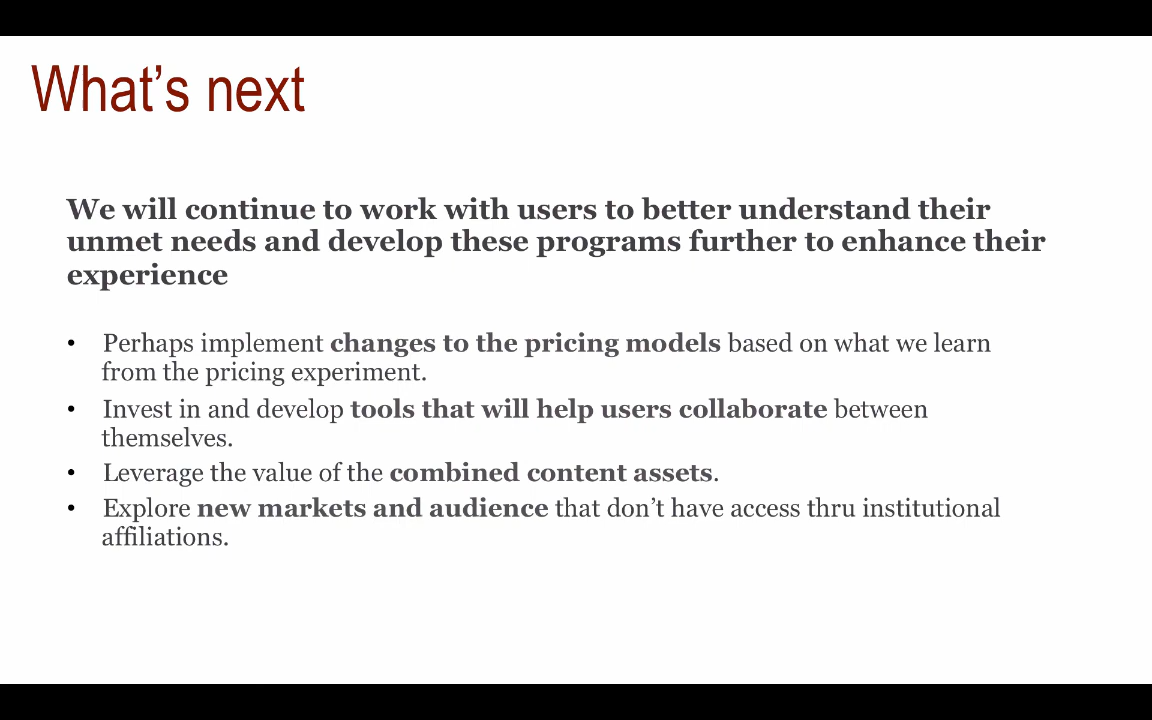 What’s next
We will continue to work with users to better understand their
unmet needs and develop these programs further to enhance their
experience
• Perhaps implement changes to the pricing models based on what we learn
from the pricing experiment.
• Invest in and develop tools that will help users collaborate between
themselves.
• Leverage the value of the combined content assets.
• Explore new markets and audience that don’t have access thru institutional
affiliations.